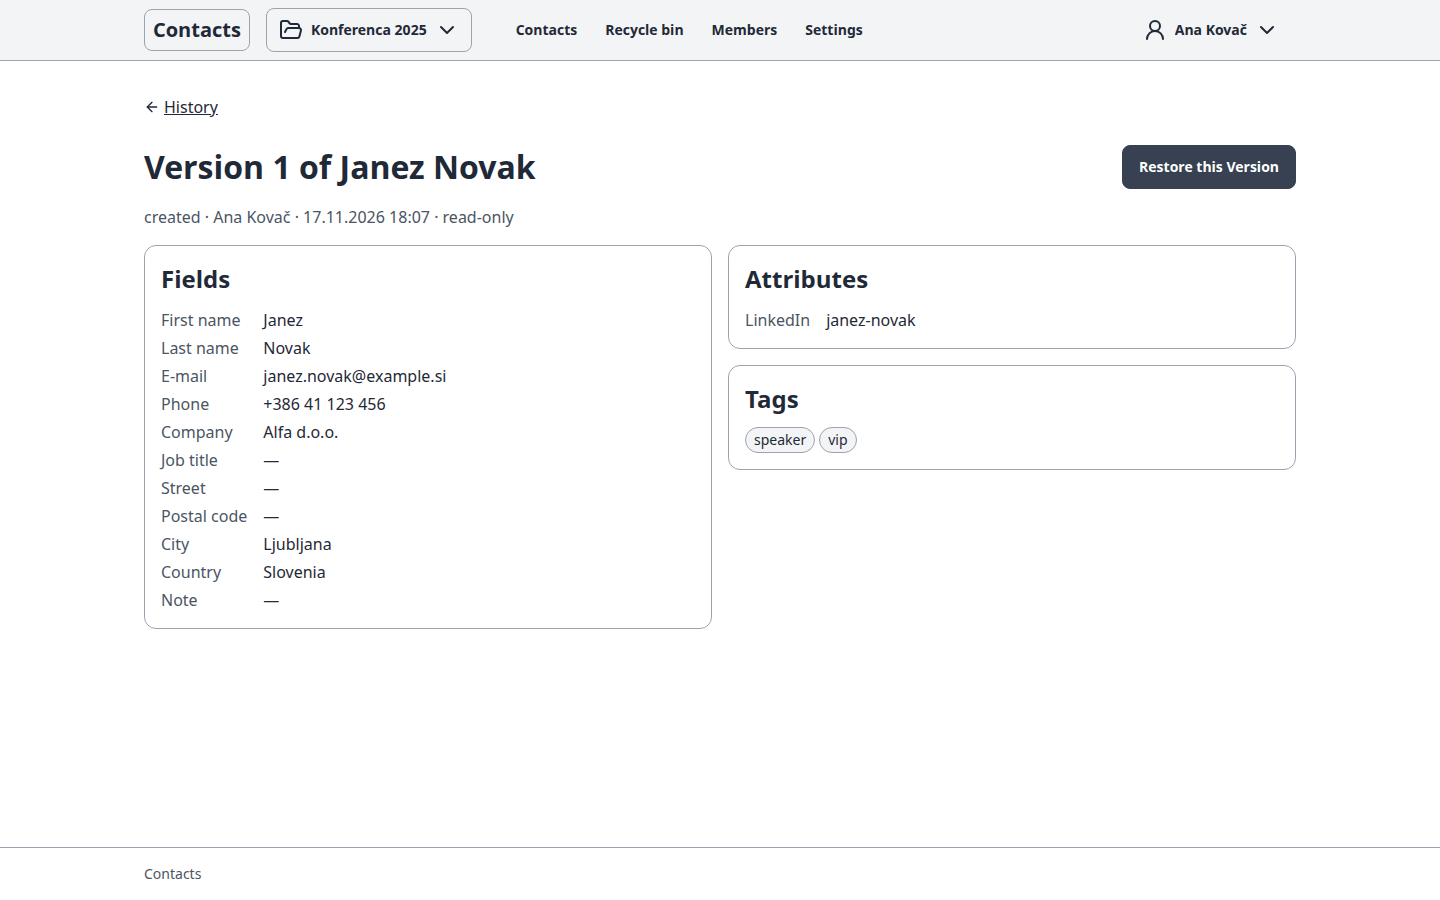 Contacts
Konferenca 2025
Contacts
Recycle bin
Members
Settings
Ana Kovač
← History
Version 1 of Janez Novak
Restore this Version
created · Ana Kovač · 17.11.2026 18:07 · read-only
Fields
First name Janez
Last name Novak
E-mail janez.novak@example.si
Phone +386 41 123 456
Company Alfa d.o.o.
Job title —
Street —
Postal code —
City Ljubljana
Country Slovenia
Note —
Attributes
LinkedIn janez-novak
Tags
speaker vip
Contacts